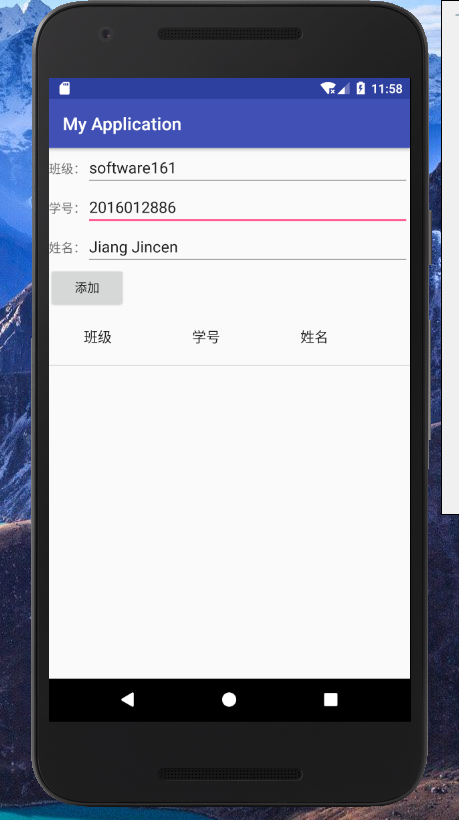 11:58
My Application
班级： software161
学号： 2016012886
姓名： Jiang Jincen
添加
班级 学号 姓名